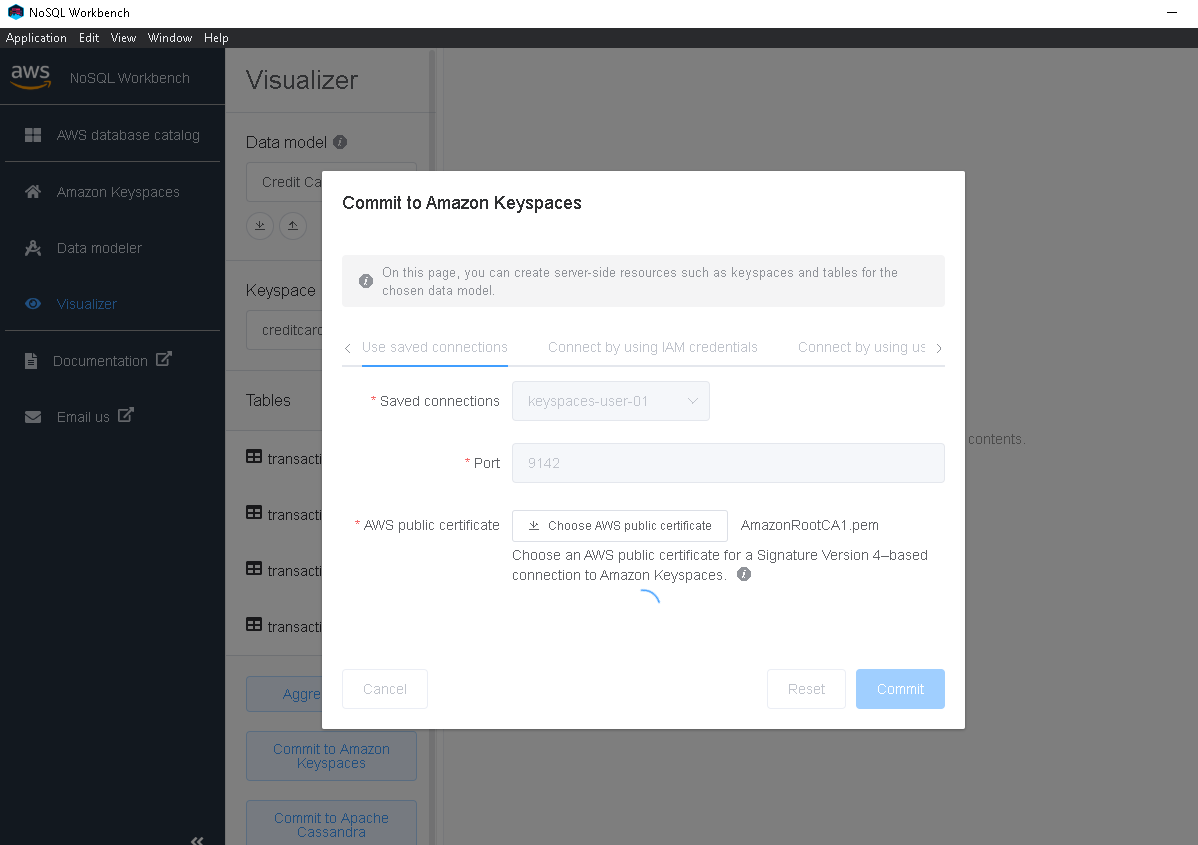 NoSQL Workbench
Application Edit View Window Help
aws NoSQL Workbench
AWS database catalog
Amazon Keyspaces
Data modeler
Visualizer
Documentation
Email us
Visualizer
Data model
Credit Ca
Keyspace
creditcard
Tables
transacti
transacti
transacti
transacti
Aggre
Commit to Amazon
Keyspaces
Commit to Apache
Cassandra
contents.
Commit to Amazon Keyspaces
On this page, you can create server-side resources such as keyspaces and tables for the
chosen data model.
Use saved connections Connect by using IAM credentials Connect by using us
* Saved connections keyspaces-user-01
* Port 9142
* AWS public certificate Choose AWS public certificate AmazonRootCA1.pem
Choose an AWS public certificate for a Signature Version 4–based
connection to Amazon Keyspaces.
Cancel Reset Commit